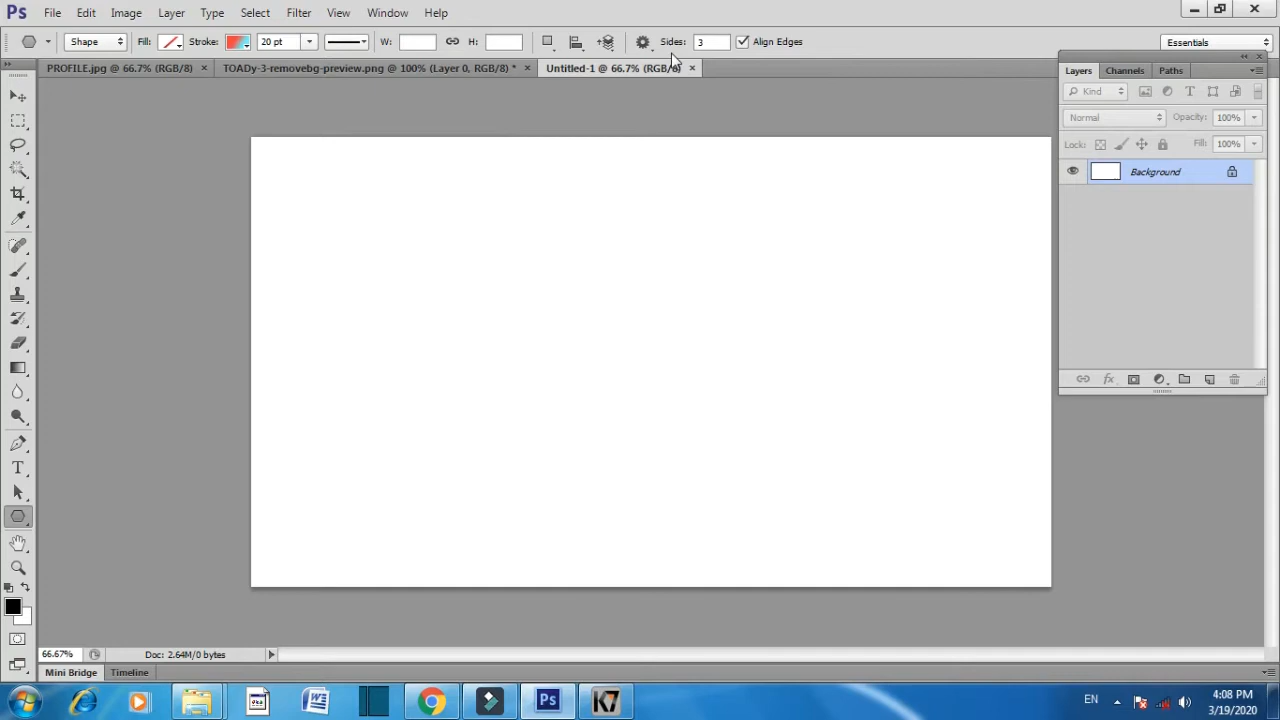 Ps File Edit Image Layer Type Select Filter View Window Help
Shape Fill: Stroke: 20 pt W: H: Sides: 3 Align Edges Essentials
PROFILE.jpg @ 66.7% (RGB/8) × TOADy-3-removebg-preview.png @ 100% (Layer 0, RGB/8) * × Untitled-1 @ 66.7% (RGB/8) ×
Layers Channels Paths
Kind
Normal Opacity: 100%
Lock: Fill: 100%
Background
66.67% Doc: 2.64M/0 bytes
Mini Bridge Timeline
Ps K7 EN 4:08 PM
3/19/2020